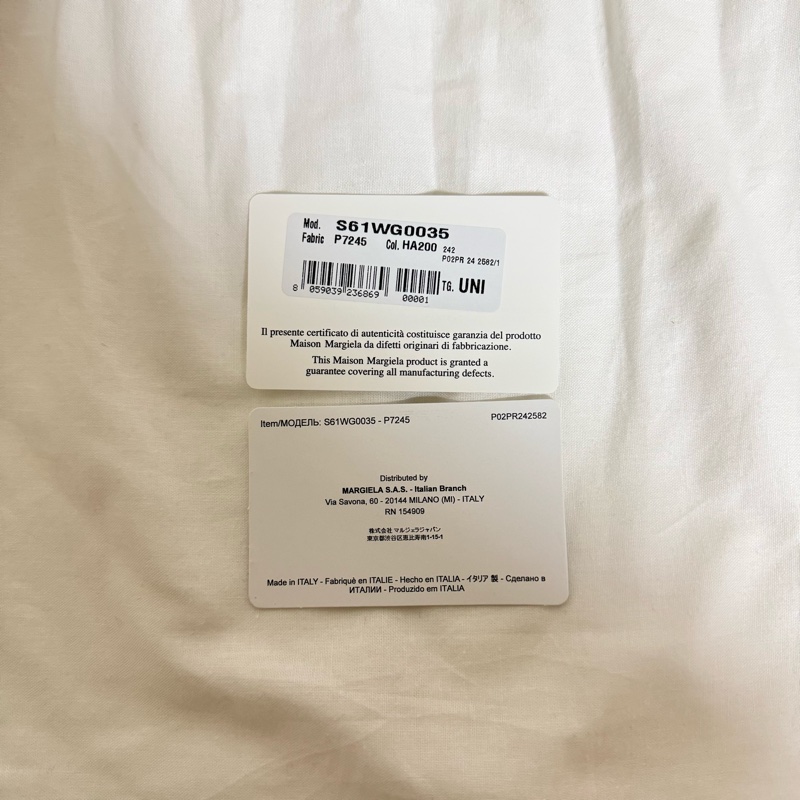 Mod. S61WG0035
Fabric P7245 Col. HA200 242
P02PR 24 2582/1
8 059039 236869 00001 TG. UNI
Il presente certificato di autenticità costituisce garanzia del prodotto
Maison Margiela da difetti originari di fabbricazione.
This Maison Margiela product is granted a
guarantee covering all manufacturing defects.
Item/МОДЕЛЬ: S61WG0035 - P7245 P02PR242582
Distributed by
MARGIELA S.A.S. - Italian Branch
Via Savona, 60 - 20144 MILANO (MI) - ITALY
RN 154909
株式会社 マルジェラジャパン
東京都渋谷区恵比寿南1-15-1
Made in ITALY - Fabriquè en ITALIE - Hecho en ITALIA - イタリア 製 - Сделано в
ИТАЛИИ - Produzido em ITALIA